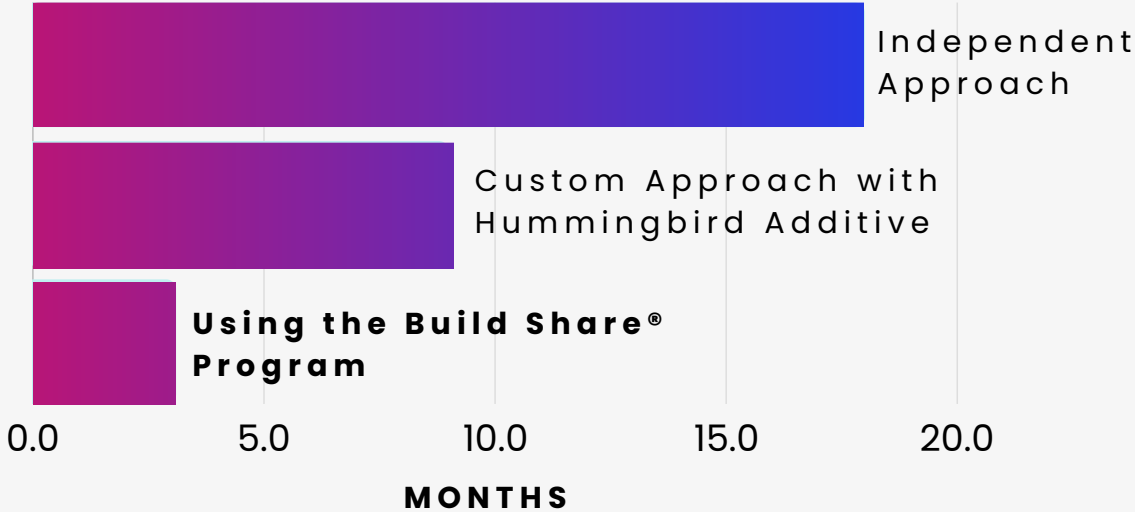 Independent
Approach
Custom Approach with
Hummingbird Additive
Using the Build Share®
Program
0.0 5.0 10.0 15.0 20.0
MONTHS